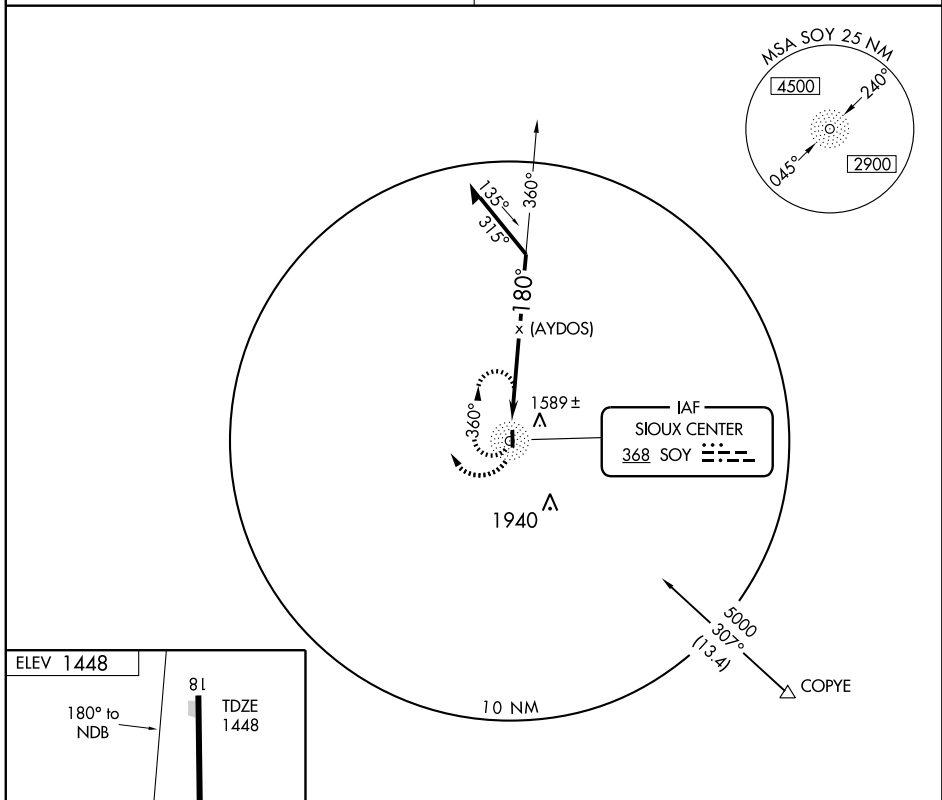 MSA SOY 25 NM
4500
240°
045°
2900
360°
135°
315°
180°
x (AYDOS)
360°
1589 ±
IAF
SIOUX CENTER
368 SOY
1940
5000
307°
(13.4)
COPYE
10 NM
ELEV 1448
18
TDZE
1448
180° to
NDB